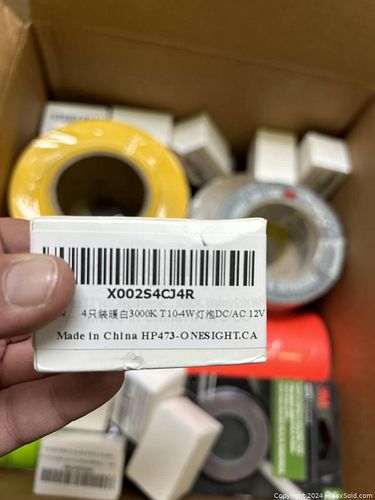 X002S4CJ4R
4只装暖白3000K T10-4W灯泡DC/AC 12V
Made in China HP473-ONESIGHT.CA
3M
Copyright 2024 © MaxSold.com